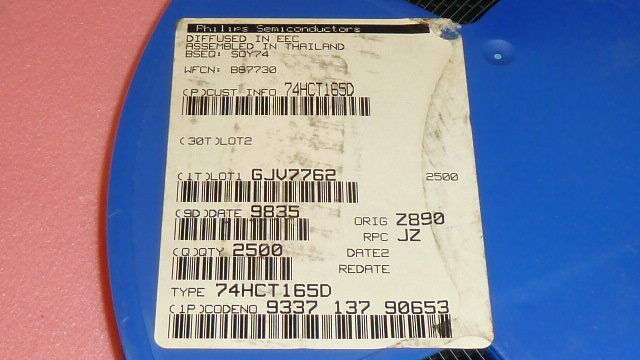 Philips Semiconductors
DIFFUSED IN EEC
ASSEMBLED IN THAILAND
BSEQ: SOY74
WFCN: B87730
(P)CUST INFO 74HCT165D
(30T)LOT2
(1T)LOT1 GJV7762 2500
(9D)DATE 9835 ORIG Z890
RPC JZ
(Q)QTY 2500 DATE2
REDATE
TYPE 74HCT165D
(1P)CODENO 9337 137 90653